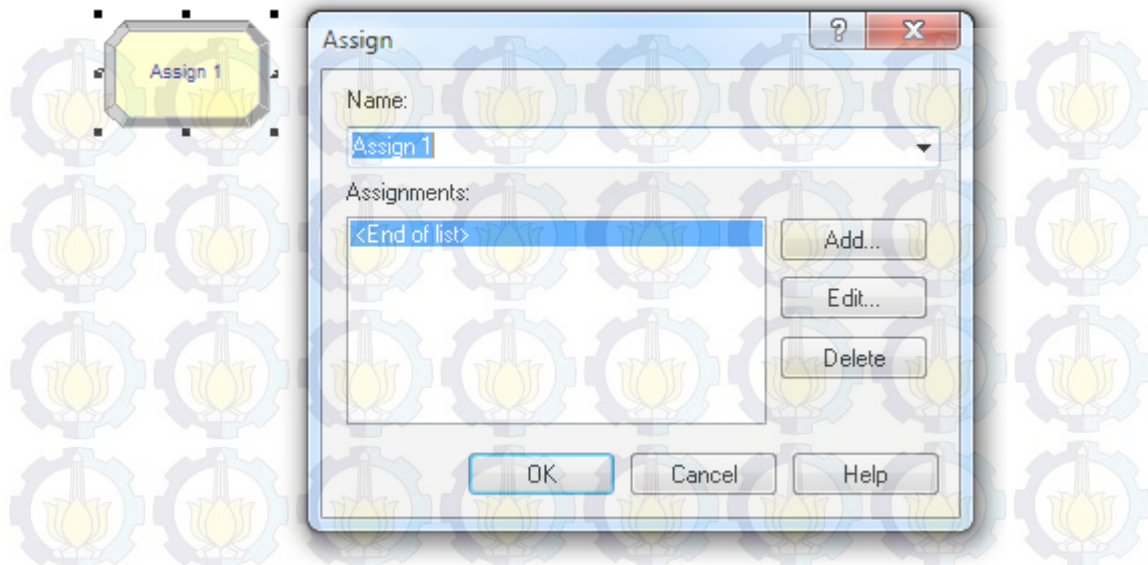 Assign 1
Assign
?
X
Name:
Assign 1
Assignments:
<End of list>
Add...
Edit...
Delete
OK
Cancel
Help